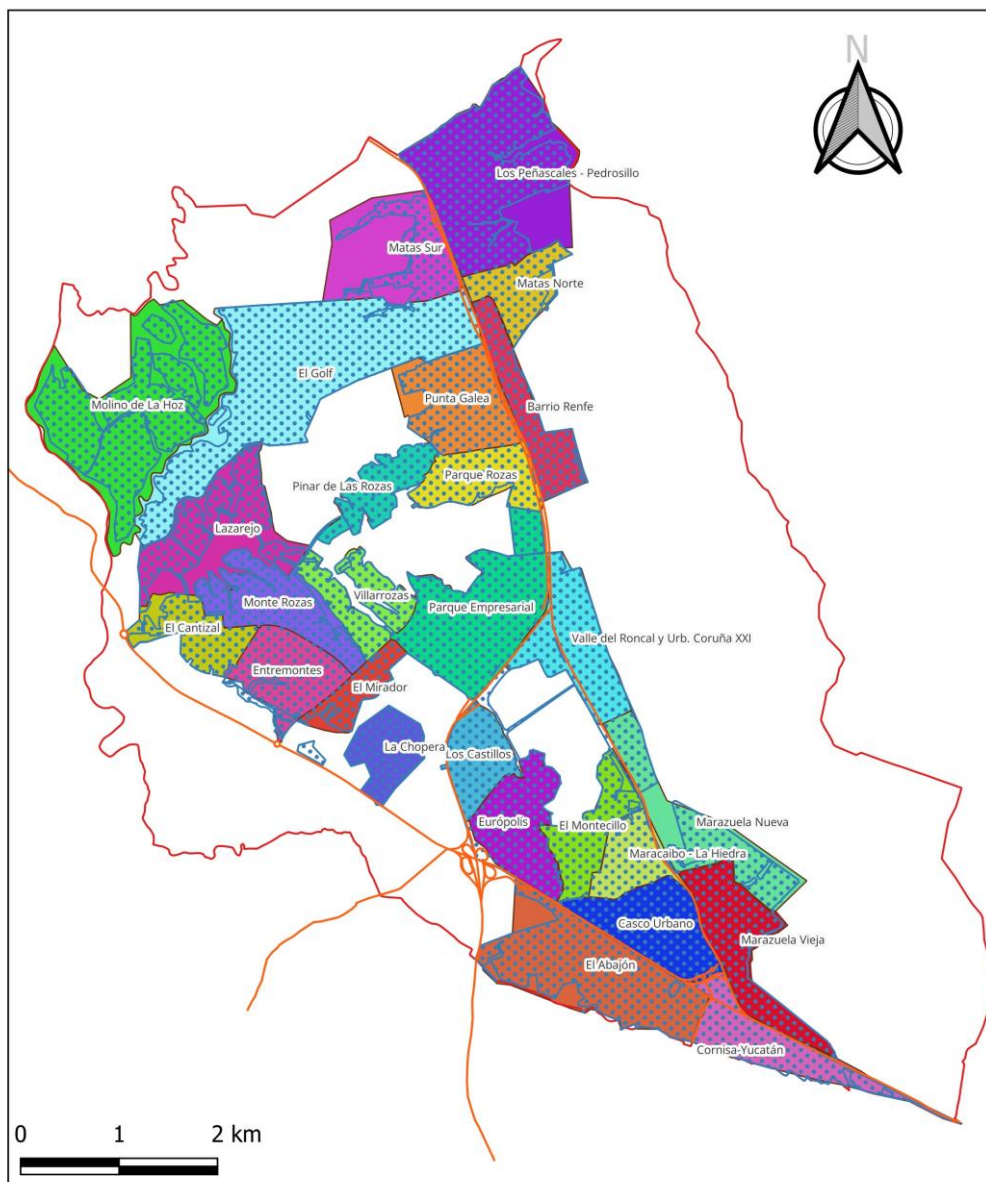 N
Los Peñascales - Pedrosillo
Matas Sur
Matas Norte
El Golf
Molino de La Hoz
Punta Galea
Barrio Renfe
Parque Rozas
Pinar de Las Rozas
Lazarejo
Villarrozas
Monte Rozas
Parque Empresarial
El Cantizal
Valle del Roncal y Urb. Coruña XXI
Entremontes
El Mirador
La Chopera
Los Castillos
Európolis
El Montecillo
Marazuela Nueva
Maracaibo - La Hiedra
Casco Urbano
Marazuela Vieja
El Abajón
Cornisa-Yucatán
0 1 2 km